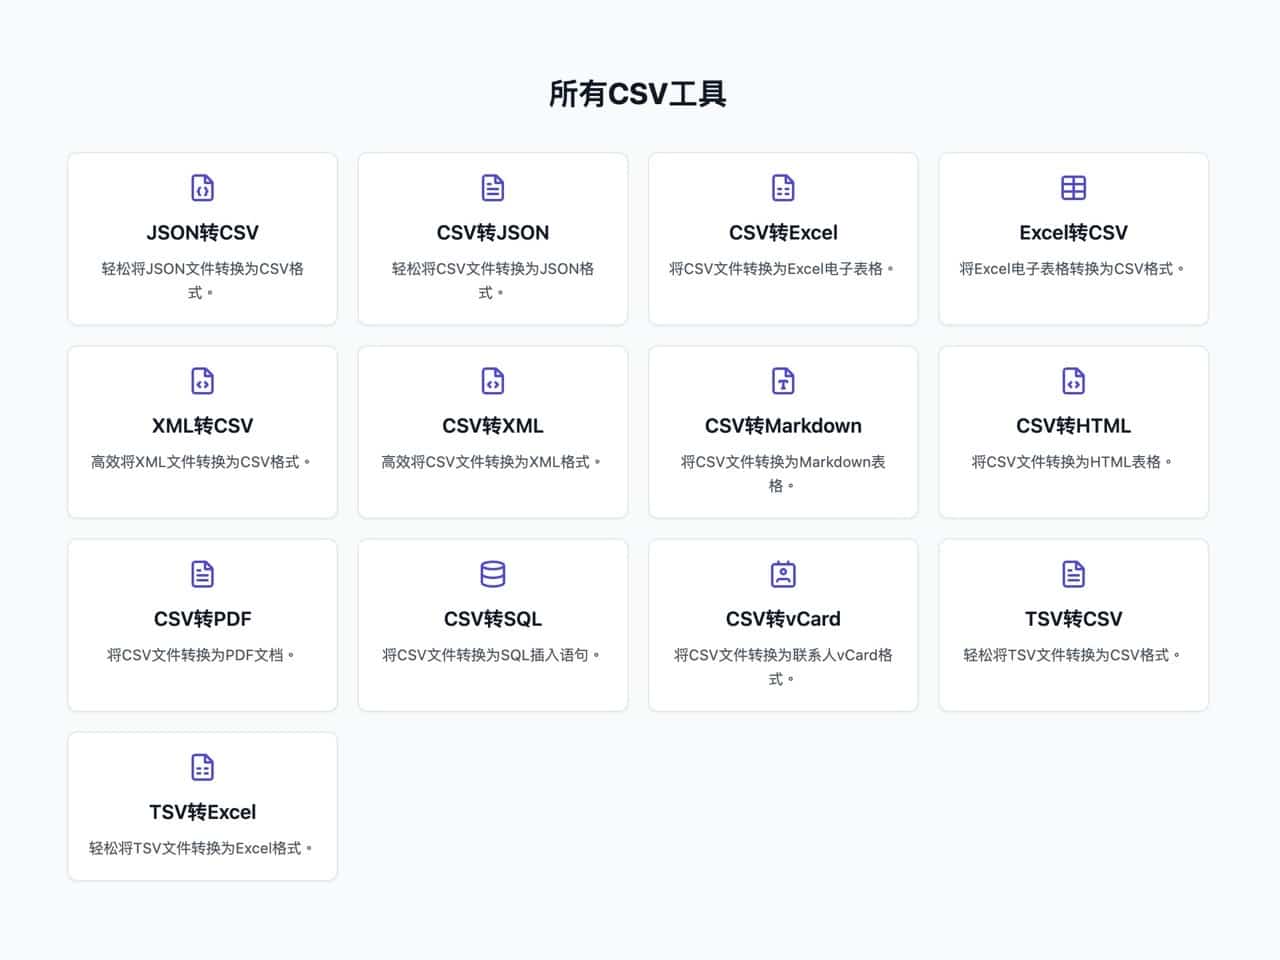 所有CSV工具
JSON转CSV
轻松将JSON文件转换为CSV格
式。
CSV转JSON
轻松将CSV文件转换为JSON格
式。
CSV转Excel
将CSV文件转换为Excel电子表格。
Excel转CSV
将Excel电子表格转换为CSV格式。
XML转CSV
高效将XML文件转换为CSV格式。
CSV转XML
高效将CSV文件转换为XML格式。
CSV转Markdown
将CSV文件转换为Markdown表
格。
CSV转HTML
将CSV文件转换为HTML表格。
CSV转PDF
将CSV文件转换为PDF文档。
CSV转SQL
将CSV文件转换为SQL插入语句。
CSV转vCard
将CSV文件转换为联系人vCard格
式。
TSV转CSV
轻松将TSV文件转换为CSV格式。
TSV转Excel
轻松将TSV文件转换为Excel格式。